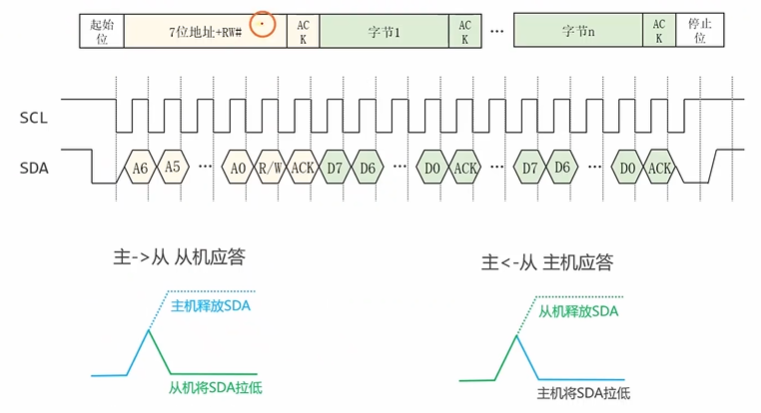 起始位 7位地址+RW# ACK 字节1 ACK … 字节n ACK 停止位
SCL
SDA A6 A5 … A0 R/W ACK D7 D6 … D0 ACK … D7 D6 … D0 ACK
主->从 从机应答
主<-从 主机应答
主机释放SDA
从机将SDA拉低
从机释放SDA
主机将SDA拉低